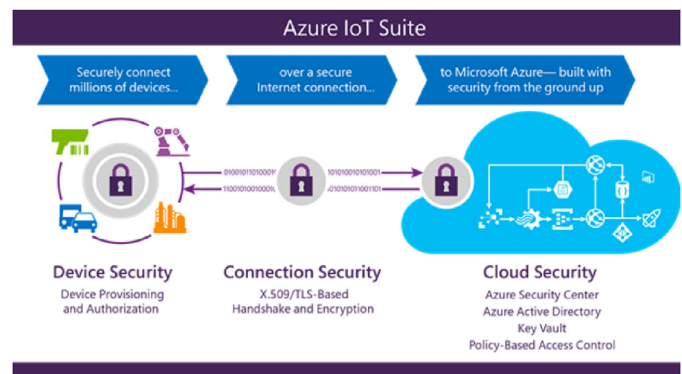 Azure IoT Suite
Securely connect
millions of devices...
over a secure
Internet connection...
to Microsoft Azure— built with
security from the ground up
Device Security
Device Provisioning
and Authorization
Connection Security
X.509/TLS-Based
Handshake and Encryption
Cloud Security
Azure Security Center
Azure Active Directory
Key Vault
Policy-Based Access Control